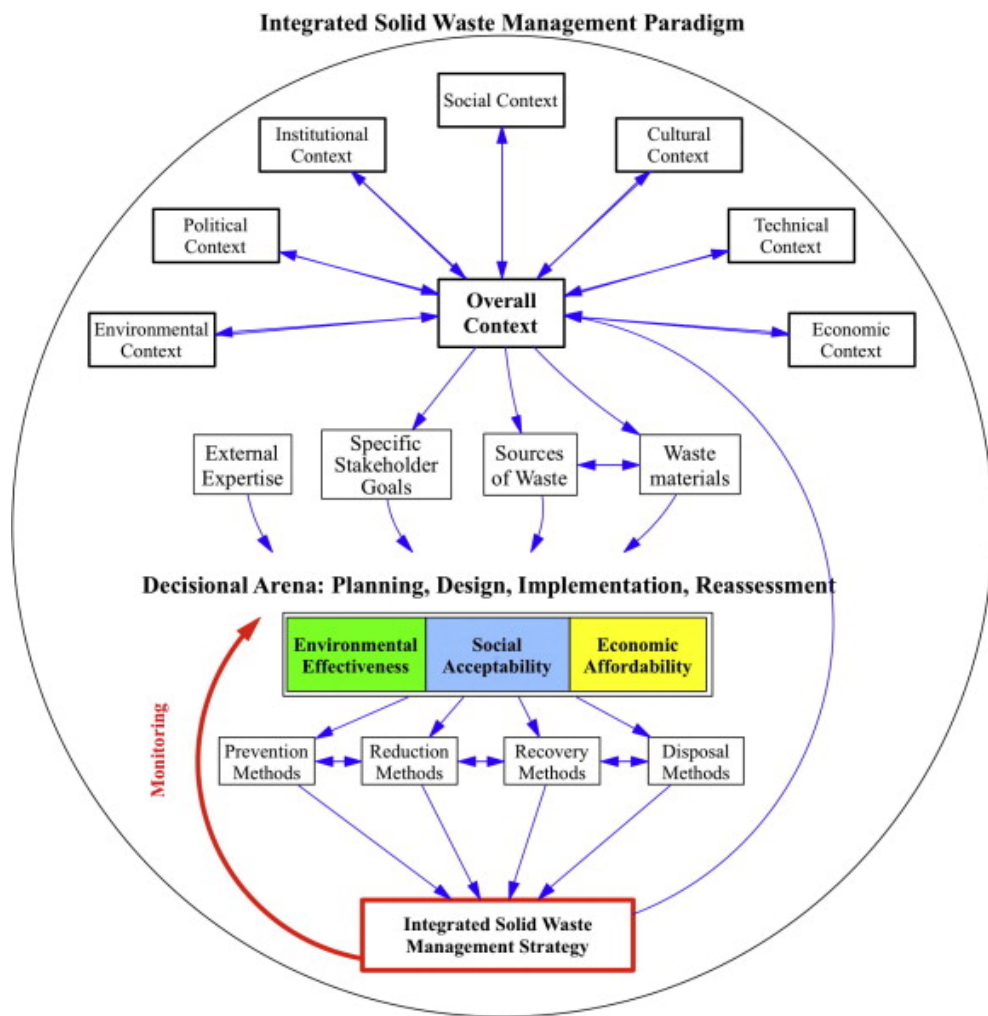 Integrated Solid Waste Management Paradigm
Social Context
Institutional
Context
Cultural
Context
Political
Context
Technical
Context
Overall
Context
Environmental
Context
Economic
Context
External
Expertise
Specific
Stakeholder
Goals
Sources
of Waste
Waste
materials
Decisional Arena: Planning, Design, Implementation, Reassessment
Environmental
Effectiveness
Social
Acceptability
Economic
Affordability
Monitoring
Prevention
Methods
Reduction
Methods
Recovery
Methods
Disposal
Methods
Integrated Solid Waste
Management Strategy